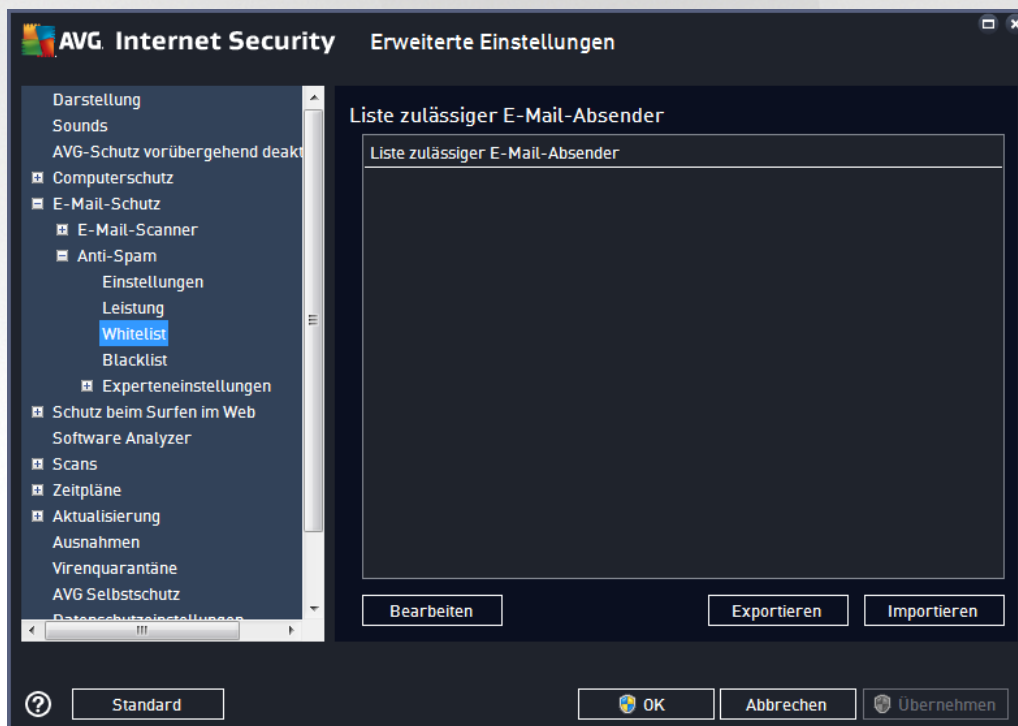 AVG. Internet Security Erweiterte Einstellungen
Darstellung
Sounds
AVG-Schutz vorübergehend deakt
Computerschutz
E-Mail-Schutz
E-Mail-Scanner
Anti-Spam
Einstellungen
Leistung
Whitelist
Blacklist
Experteneinstellungen
Schutz beim Surfen im Web
Software Analyzer
Scans
Zeitpläne
Aktualisierung
Ausnahmen
Virenquarantäne
AVG Selbstschutz
Datenschutzeinstellungen
Liste zulässiger E-Mail-Absender
Liste zulässiger E-Mail-Absender
Bearbeiten Exportieren Importieren
? Standard OK Abbrechen Übernehmen